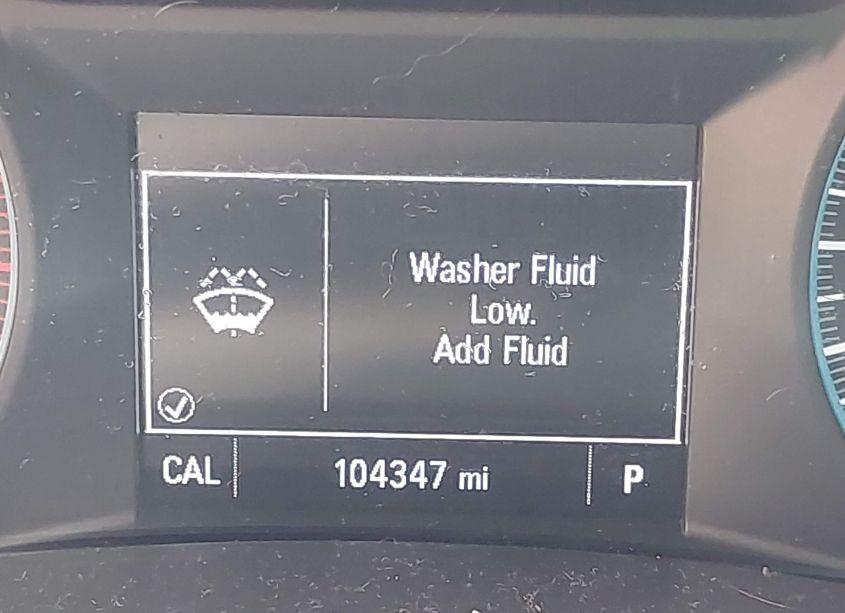 Washer Fluid
Low.
Add Fluid
CAL 104347 mi P